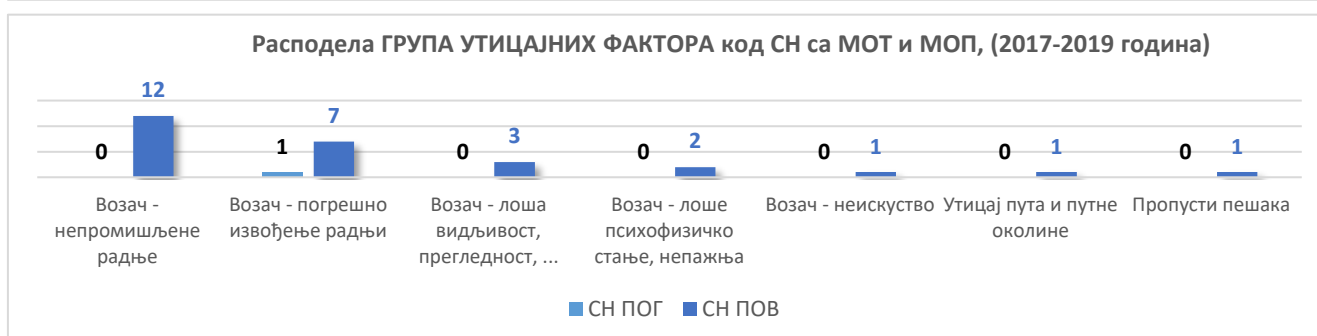 Расподела ГРУПА УТИЦАЈНИХ ФАКТОРА код СН са МОТ и МОП, (2017-2019 година)
0 12 1 7 0 3 0 2 0 1 0 1 0 1
Возач - непромишљене радње
Возач - погрешно извођење радњи
Возач - лоша видљивост, прегледност, ...
Возач - лоше психофизичко стање, непажња
Возач - неискуство
Утицај пута и путне околине
Пропусти пешака
СН ПОГ СН ПОВ